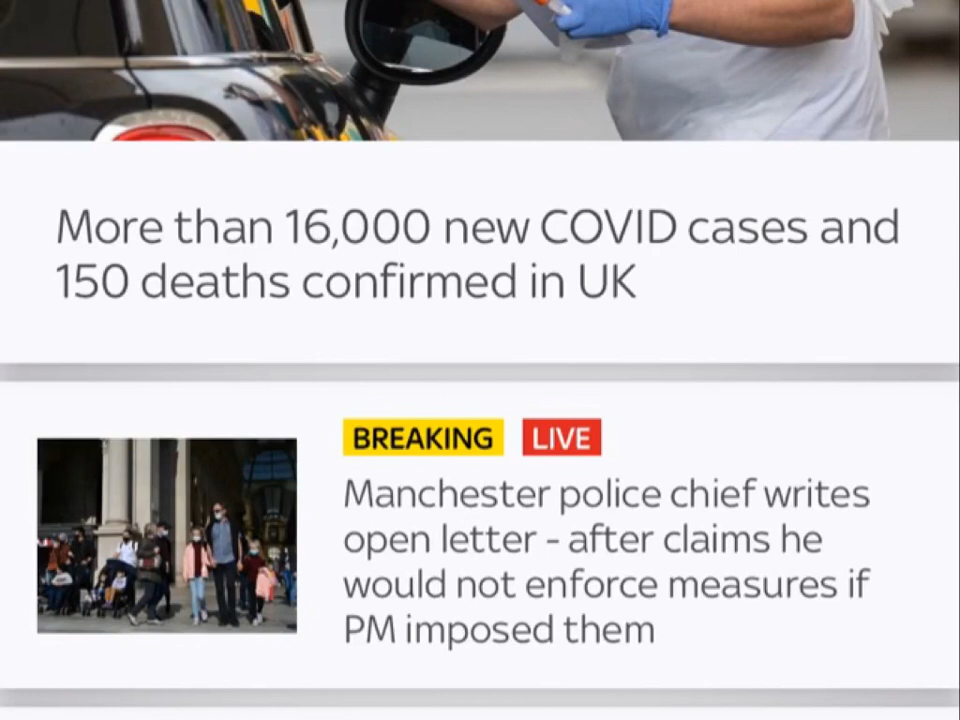 More than 16,000 new COVID cases and
150 deaths confirmed in UK
BREAKING LIVE
Manchester police chief writes
open letter - after claims he
would not enforce measures if
PM imposed them